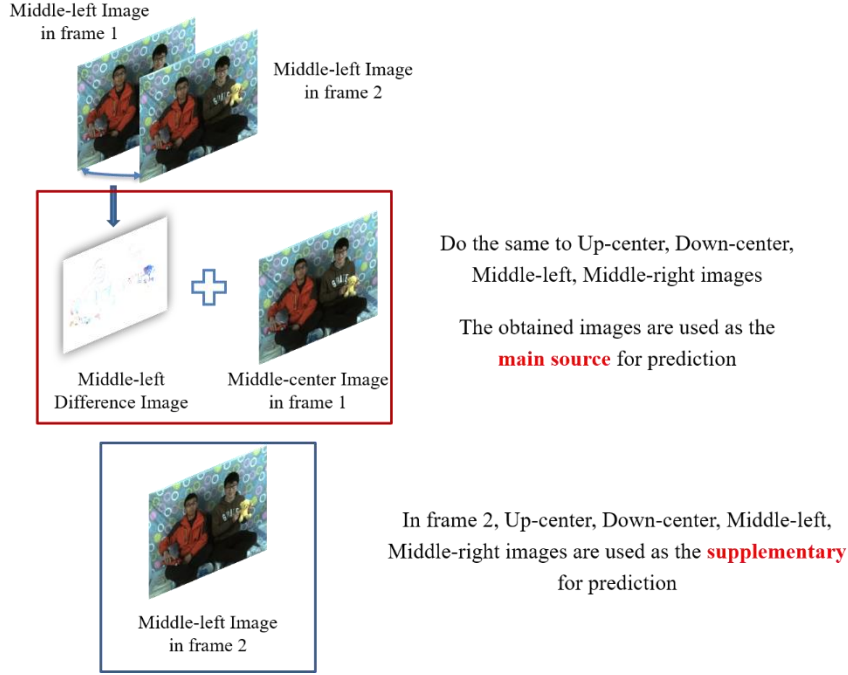 Middle-left Image
in frame 1
Middle-left Image
in frame 2
Do the same to Up-center, Down-center,
Middle-left, Middle-right images
The obtained images are used as the
main source for prediction
Middle-left
Difference Image
Middle-center Image
in frame 1
In frame 2, Up-center, Down-center, Middle-left,
Middle-right images are used as the supplementary
for prediction
Middle-left Image
in frame 2